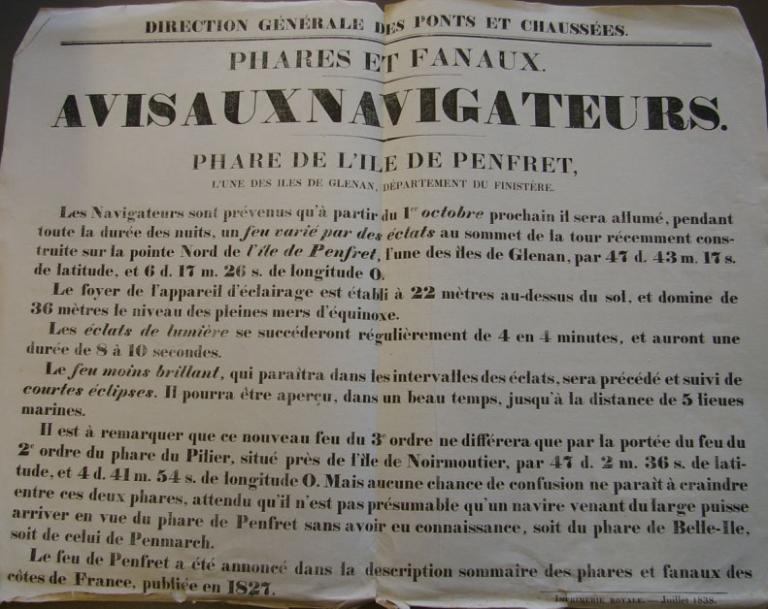 DIRECTION GÉNÉRALE DES PONTS ET CHAUSSÉES.
PHARES ET FANAUX.
AVIS AUX NAVIGATEURS.
PHARE DE L'ILE DE PENFRET,
L'UNE DES ILES DE GLENAN, DÉPARTEMENT DU FINISTÈRE.
Les Navigateurs sont prévenus qu'à partir du 1er octobre prochain il sera allumé, pendant
toute la durée des nuits, un feu varié par des éclats au sommet de la tour récemment cons-
truite sur la pointe Nord de l'île de Penfret, l'une des îles de Glenan, par 47 d. 43 m. 17 s.
de latitude, et 6 d. 17 m. 26 s. de longitude O.
Le foyer de l'appareil d'éclairage est établi à 22 mètres au-dessus du sol, et domine de
36 mètres le niveau des pleines mers d'équinoxe.
Les éclats de lumière se succéderont régulièrement de 4 en 4 minutes, et auront une
durée de 8 à 10 secondes.
Le feu moins brillant, qui paraîtra dans les intervalles des éclats, sera précédé et suivi de
courtes éclipses. Il pourra être aperçu, dans un beau temps, jusqu'à la distance de 5 lieues
marines.
Il est à remarquer que ce nouveau feu du 3e ordre ne différera que par la portée du feu du
2e ordre du phare du Pilier, situé près de l'île de Noirmoutier, par 47 d. 2 m. 36 s. de lati-
tude, et 4 d. 41 m. 54 s. de longitude O. Mais aucune chance de confusion ne paraît à craindre
entre ces deux phares, attendu qu'il n'est pas présumable qu'un navire venant du large puisse
arriver en vue du phare de Penfret sans avoir eu connaissance, soit du phare de Belle-Ile,
soit de celui de Penmarch.
Le feu de Penfret a été annoncé dans la description sommaire des phares et fanaux des
côtes de France, publiée en 1827.
IMPRIMERIE ROYALE. — Juillet 1838.